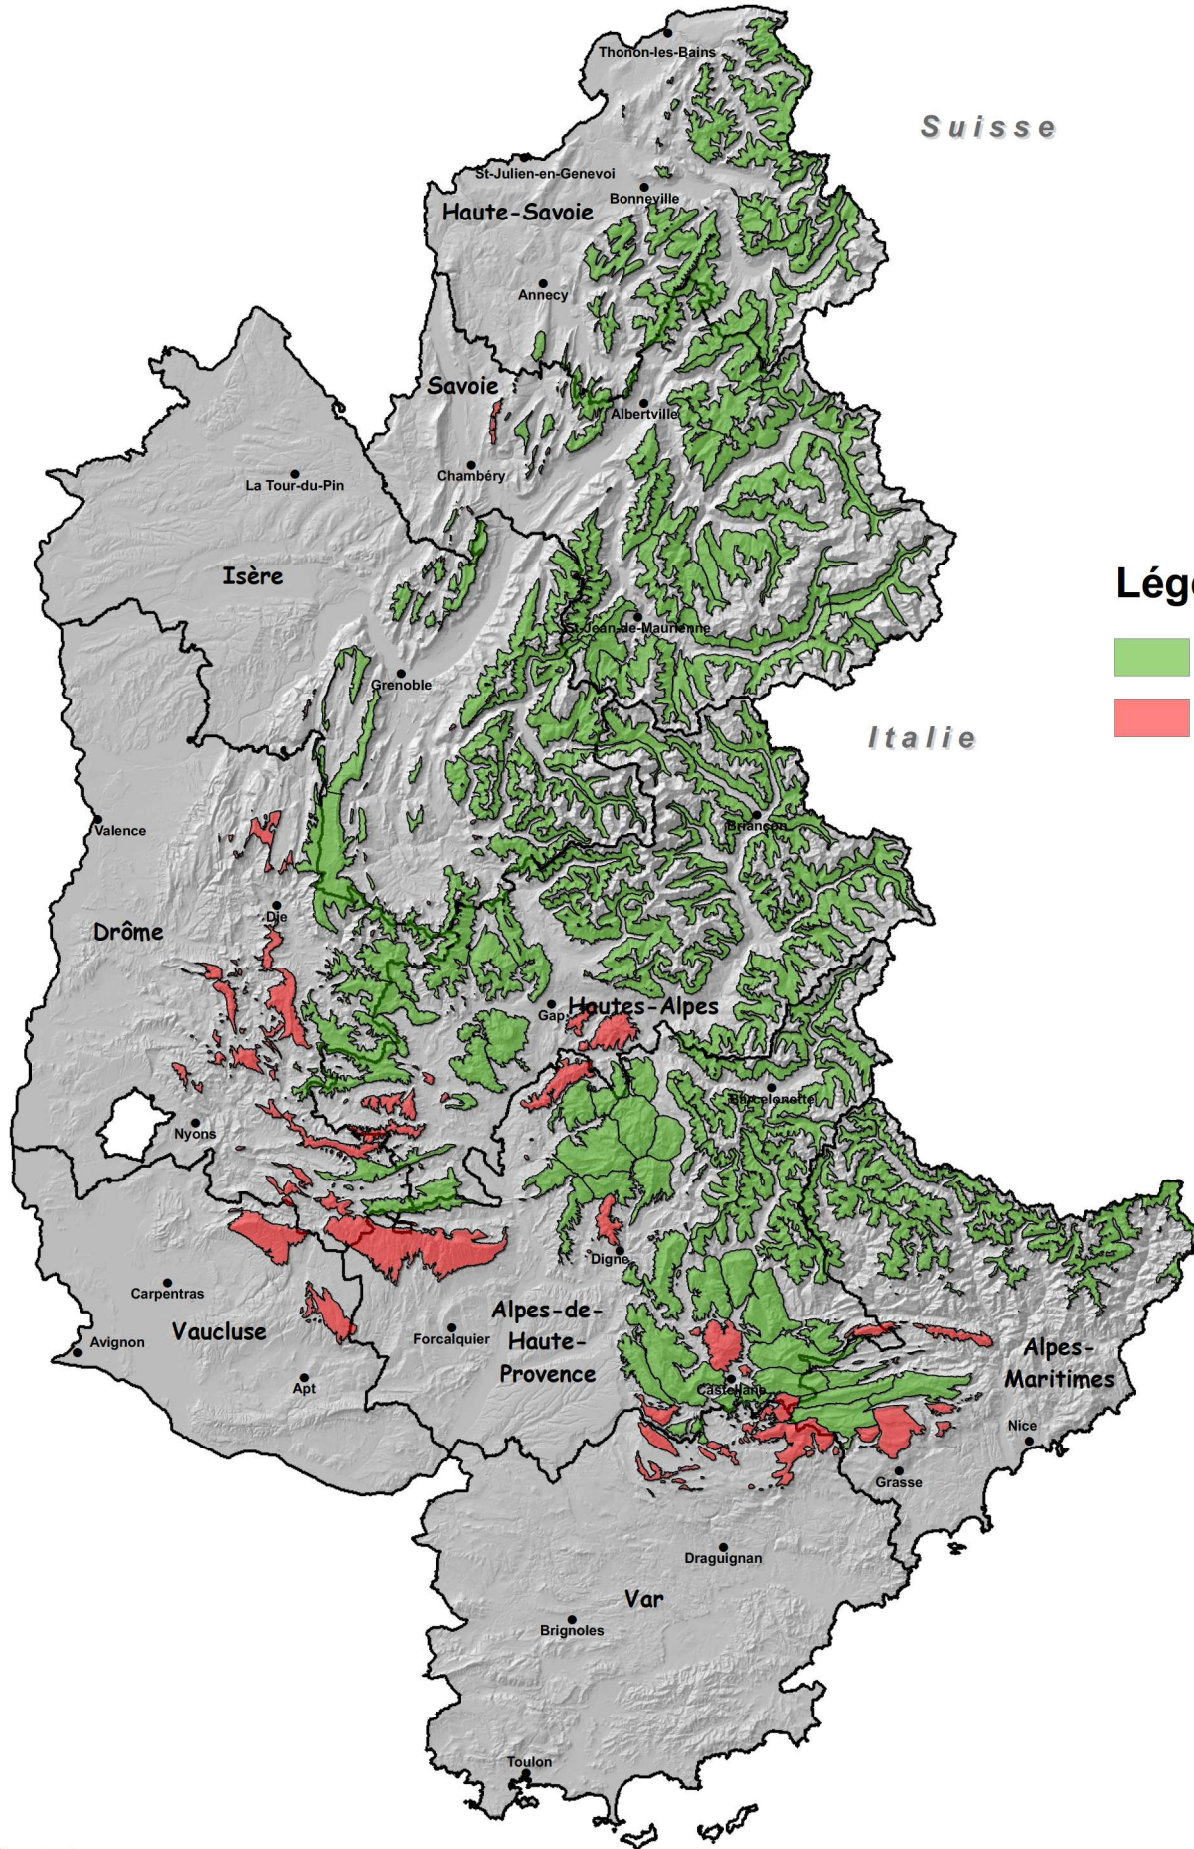 Thonon-les-Bains
Suisse
St-Julien-en-Genevoi
Bonneville
Haute-Savoie
Annecy
Savoie
Albertville
Chambéry
La Tour-du-Pin
Isère
Lég
St-Jean-de-Maurienne
Grenoble
Italie
Valence
Briançon
Die
Drôme
Hautes-Alpes
Gap
Barcelonette
Nyons
Digne
Carpentras
Alpes-de-
Haute-
Provence
Vaucluse
Forcalquier
Avignon
Alpes-
Maritimes
Apt
Castellane
Nice
Grasse
Draguignan
Var
Brignoles
Toulon